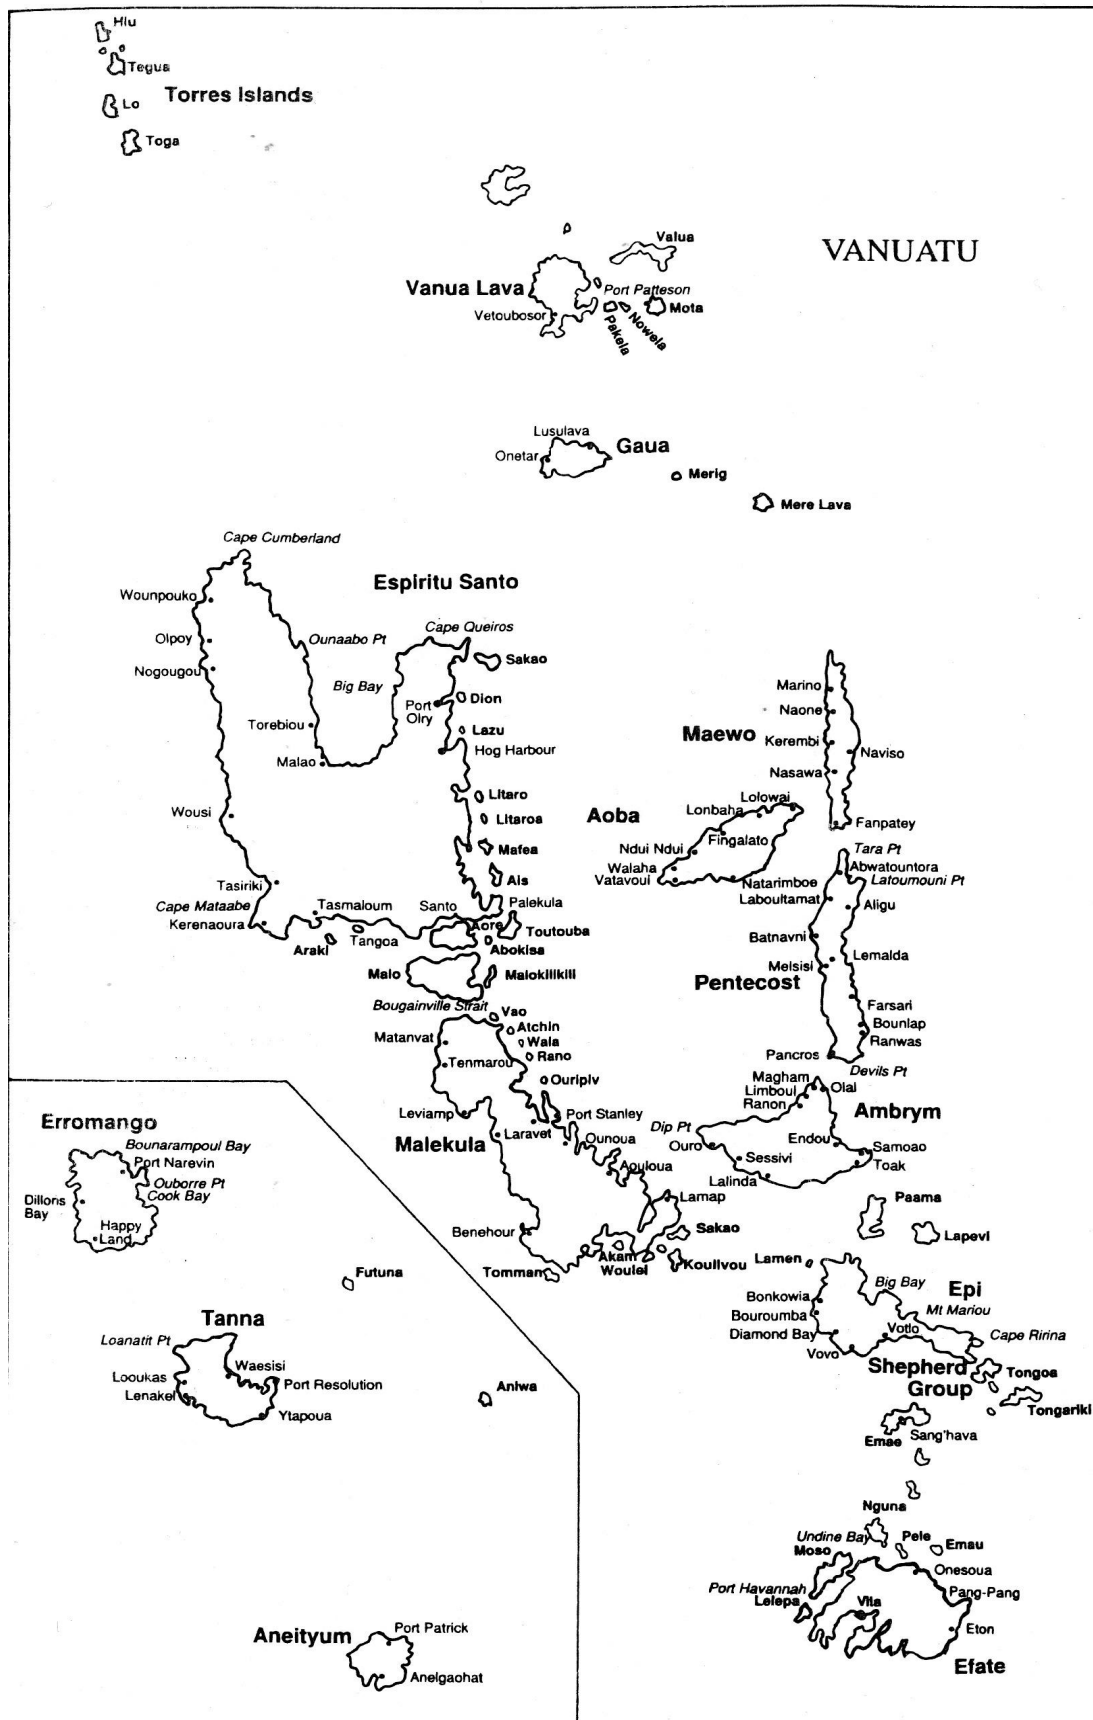 Hlu
Tegua
Torres Islands
Lo
Toga
Valua
VANUATU
Vanua Lava
Port Patteson
Mota
Vetoubosor
Pakela
Nowela
Lusulava
Gaua
Onetar
Merig
Mere Lava
Cape Cumberland
Espiritu Santo
Wounpouko
Cape Queiros
Olpoy
Ounaabo Pt
Sakao
Nogougou
Big Bay
Dion
Port
Olry
Torebiou
Lazu
Hog Harbour
Malao
Litaro
Wousi
Litaroa
Mafea
Tasiriki
Ais
Cape Mataabe
Tasmaloum
Santo
Palekula
Kerenaoura
Aore
Toutouba
Araki
Tangoa
Abokisa
Malo
Malokilikili
Bougainville Strait
Vao
Marino
Naone
Maewo
Kerembi
Naviso
Nasawa
Lolowai
Aoba
Lonbaha
Fanpatey
Fingalato
Ndui Ndui
Tara Pt
Walaha
Abwatountora
Vatavoui
Natarimboe
Latoumouni Pt
Laboultamat
Aligu
Batnavni
Lemalda
Melsisi
Pentecost
Farsari
Bounlap
Ranwas
Pancros
Devils Pt
Matanvat
Atchin
Wala
Tenmarou
Rano
Ouripiv
Leviamp
Port Stanley
Malekula
Laravet
Ounoua
Aouloua
Lamap
Benehour
Sakao
Akam
Woulei
Koulivou
Tomman
Magham
Olal
Limboul
Ranon
Ambrym
Dip Pt
Ouro
Endou
Samoao
Sessivi
Toak
Lalinda
Paama
Lapevi
Lamen
Big Bay
Epi
Bonkowia
Mt Mariou
Bouroumba
Diamond Bay
Votlo
Cape Ririna
Vovo
Shepherd
Group
Tongoa
Tongariki
Emae
Sang'hava
Nguna
Undine Bay
Pele
Emau
Moso
Onesoua
Port Havannah
Pang-Pang
Lelepa
Vila
Eton
Efate
Erromango
Bounarampoul Bay
Port Narevin
Ouborre Pt
Dillons
Bay
Cook Bay
Happy
Land
Futuna
Tanna
Loanatit Pt
Waesisi
Looukas
Port Resolution
Lenakel
Ytapoua
Aniwa
Aneityum
Port Patrick
Anelgaohat